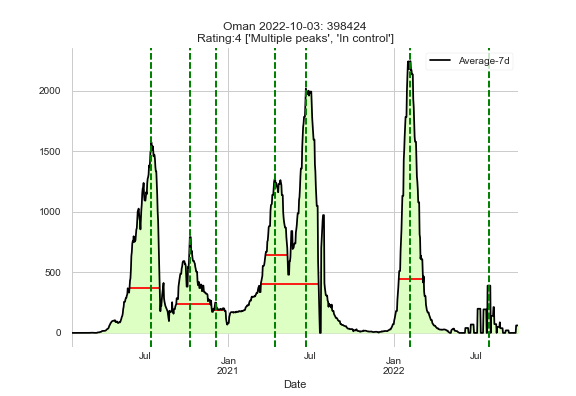 Oman 2022-10-03: 398424
Rating:4 ['Multiple peaks', 'In control']
Average-7d
2000
1500
1000
500
0
Jul
Jan
2021
Jul
Jan
2022
Jul
Date